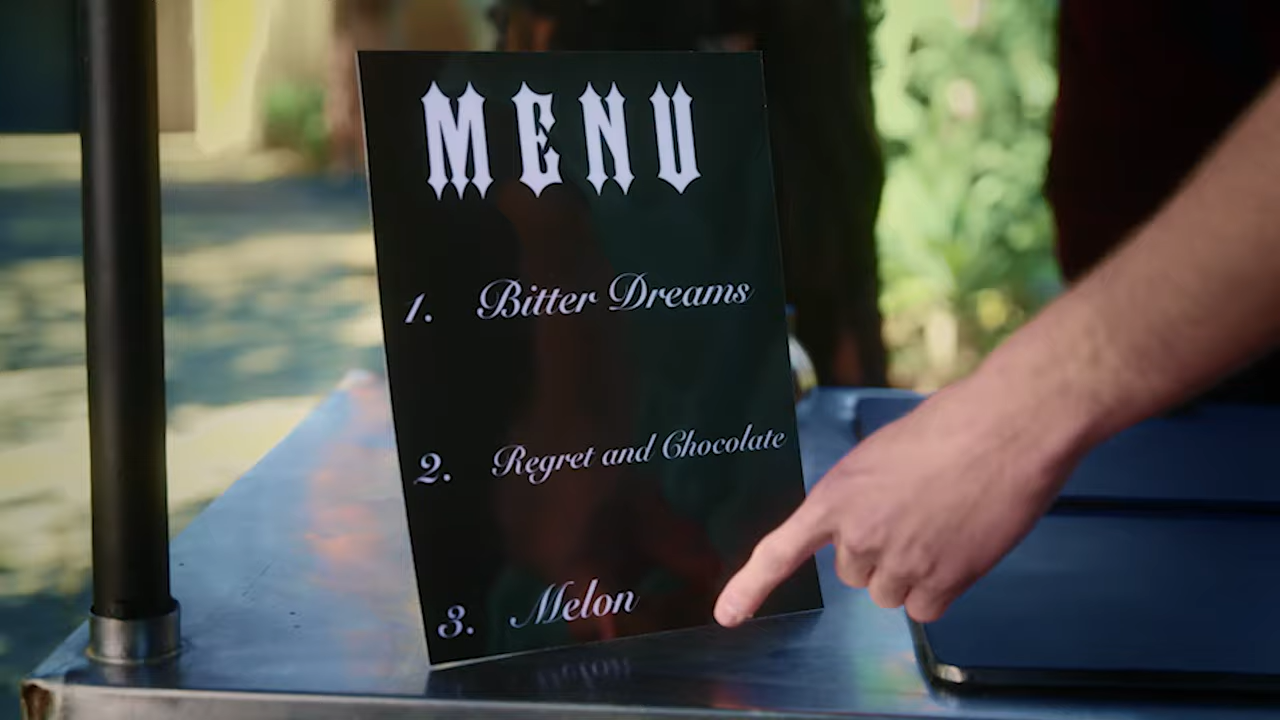 MENU
1. Bitter Dreams
2. Regret and Chocolate
3. Melon